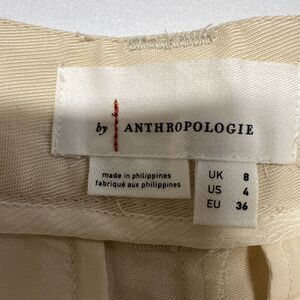 by ANTHROPOLOGIE
made in philippines
fabriqué aux philippines
UK 8
US 4
EU 36